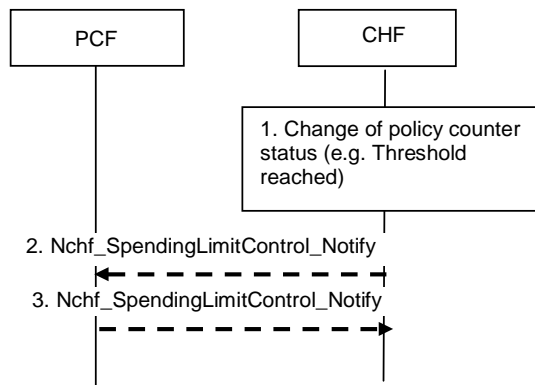 PCF
CHF
1. Change of policy counter
status (e.g. Threshold
reached)
2. Nchf_SpendingLimitControl_Notify
3. Nchf_SpendingLimitControl_Notify